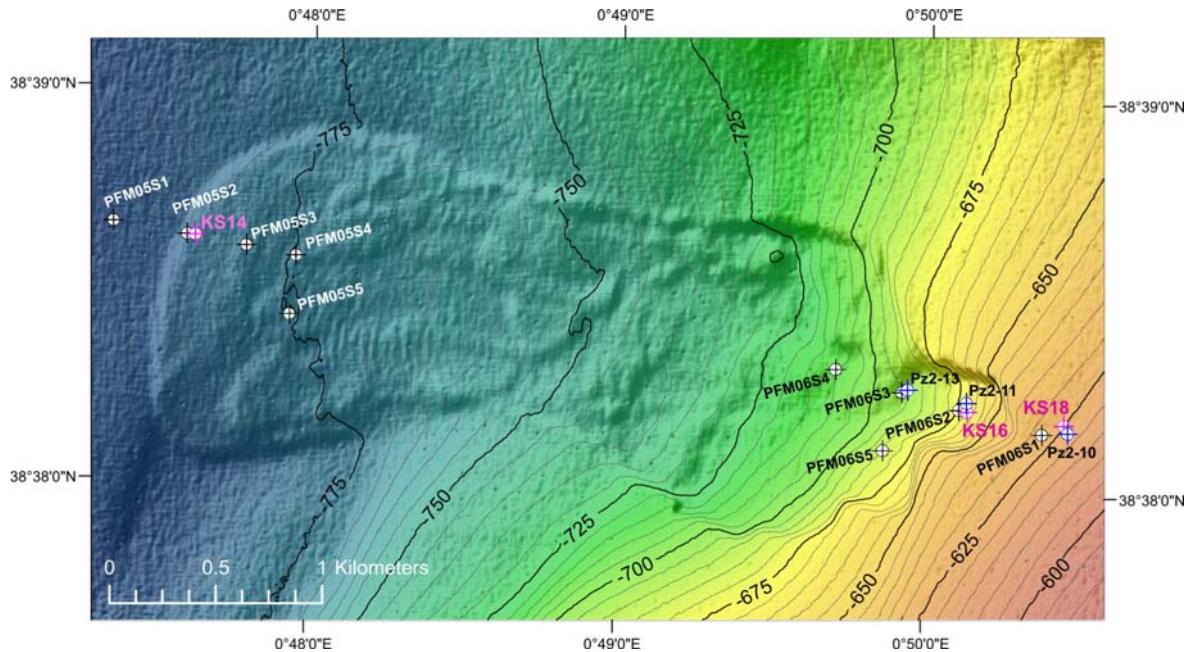 0°48'0"E
0°49'0"E
0°50'0"E
38°39'0"N
38°39'0"N
-775
-725
-700
-750
-675
-650
PFM05S1
PFM05S2
KS14
PFM05S3
PFM05S4
PFM05S5
PFM06S4
Pz2-13
PFM06S3
Pz2-11
PFM06S2
KS16
KS18
PFM06S5
PFM06S1
Pz2-10
38°38'0"N
38°38'0"N
-775
-750
-725
-700
-675
-650
-625
-600
0 0.5 1 Kilometers
0°48'0"E
0°49'0"E
0°50'0"E